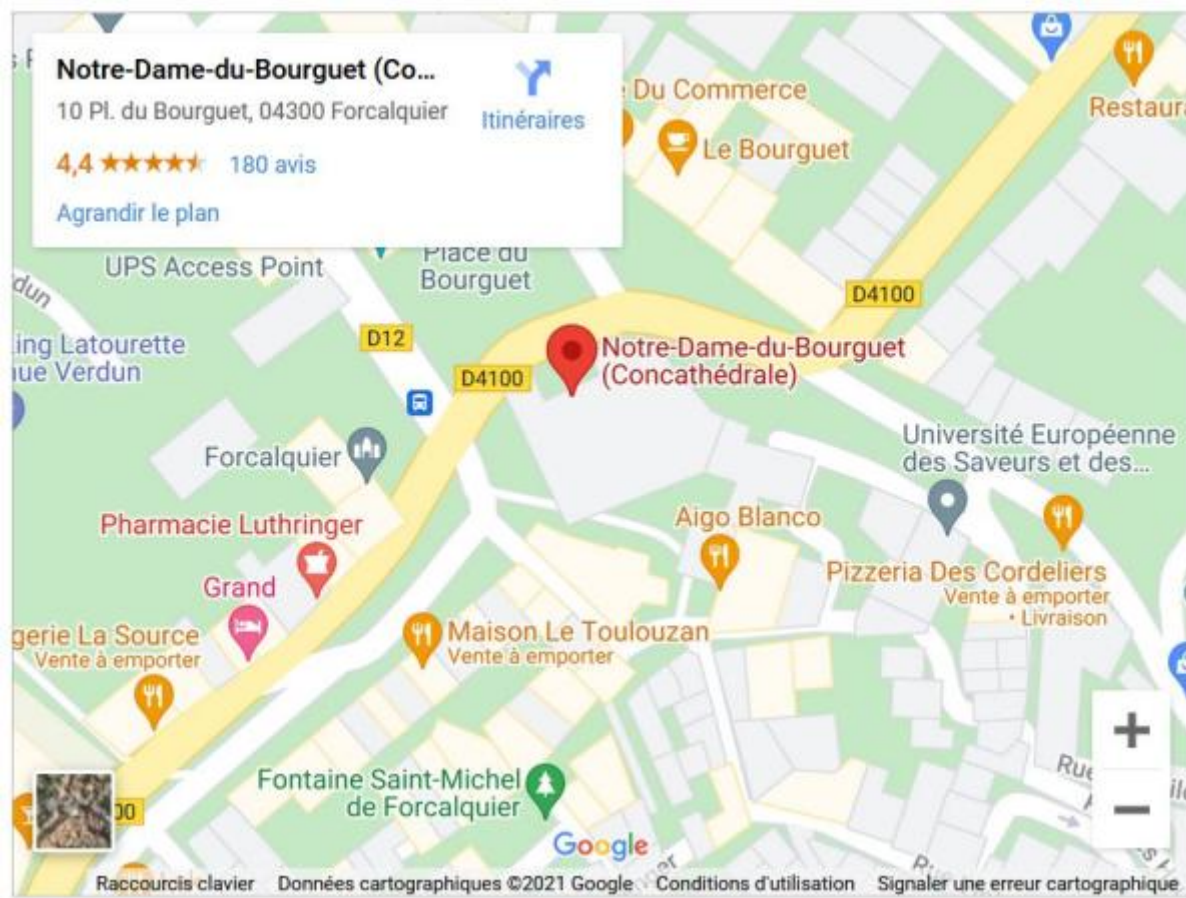 Notre-Dame-du-Bourguet (Co...
10 Pl. du Bourguet, 04300 Forcalquier
4,4
180 avis
Agrandir le plan
Itinéraires
Du Commerce
Le Bourguet
UPS Access Point
Place du
Bourguet
D12
D4100
D4100
Notre-Dame-du-Bourguet
(Concathédrale)
Latourette
Verdun
Forcalquier
Université Européenne
des Saveurs et des...
Pharmacie Luthringer
Aigo Blanco
Grand
Pizzeria Des Cordeliers
Vente à emporter
• Livraison
La Source
Vente à emporter
Maison Le Toulouzan
Vente à emporter
Fontaine Saint-Michel
de Forcalquier
+
−
Google
Raccourcis clavier
Données cartographiques ©2021 Google
Conditions d'utilisation
Signaler une erreur cartographique